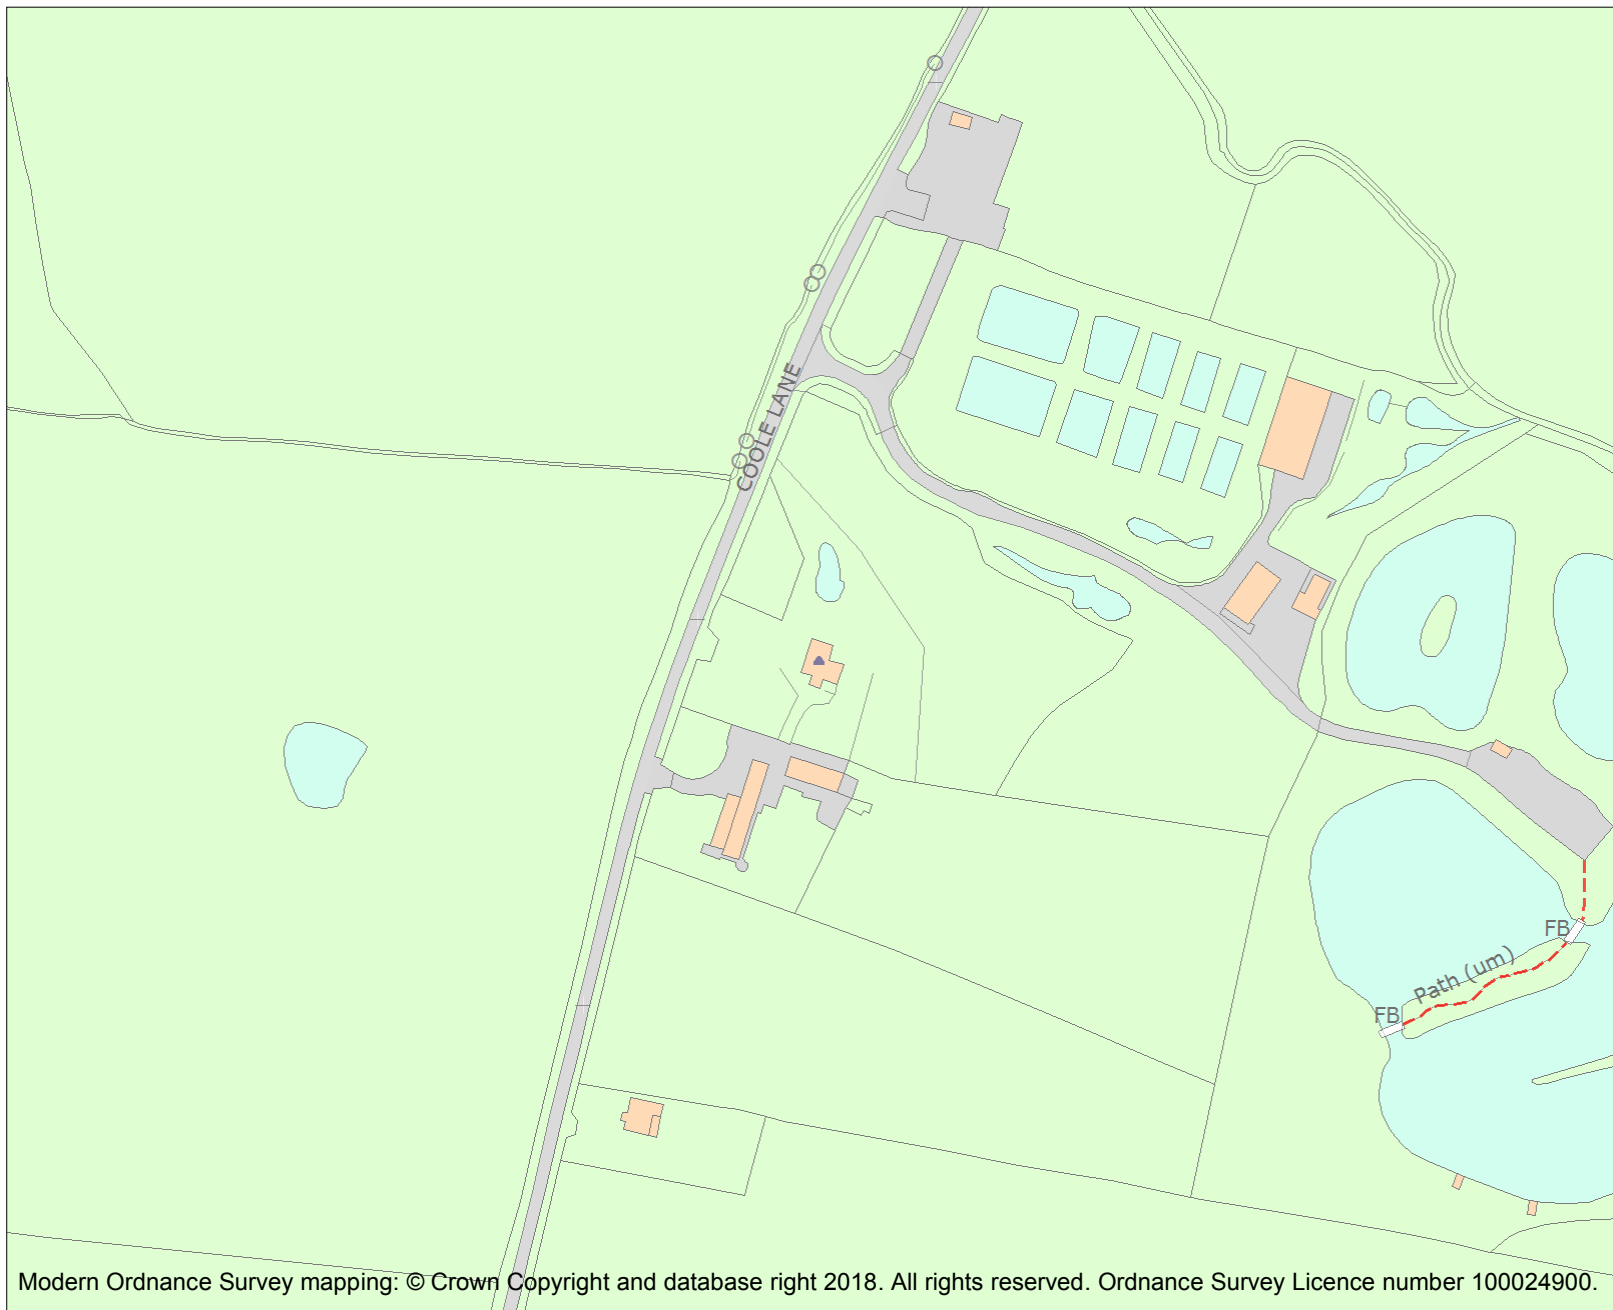 COOLE LANE
FB
Path (um)
FB
Modern Ordnance Survey mapping: © Crown Copyright and database right 2018. All rights reserved. Ordnance Survey Licence number 100024900.